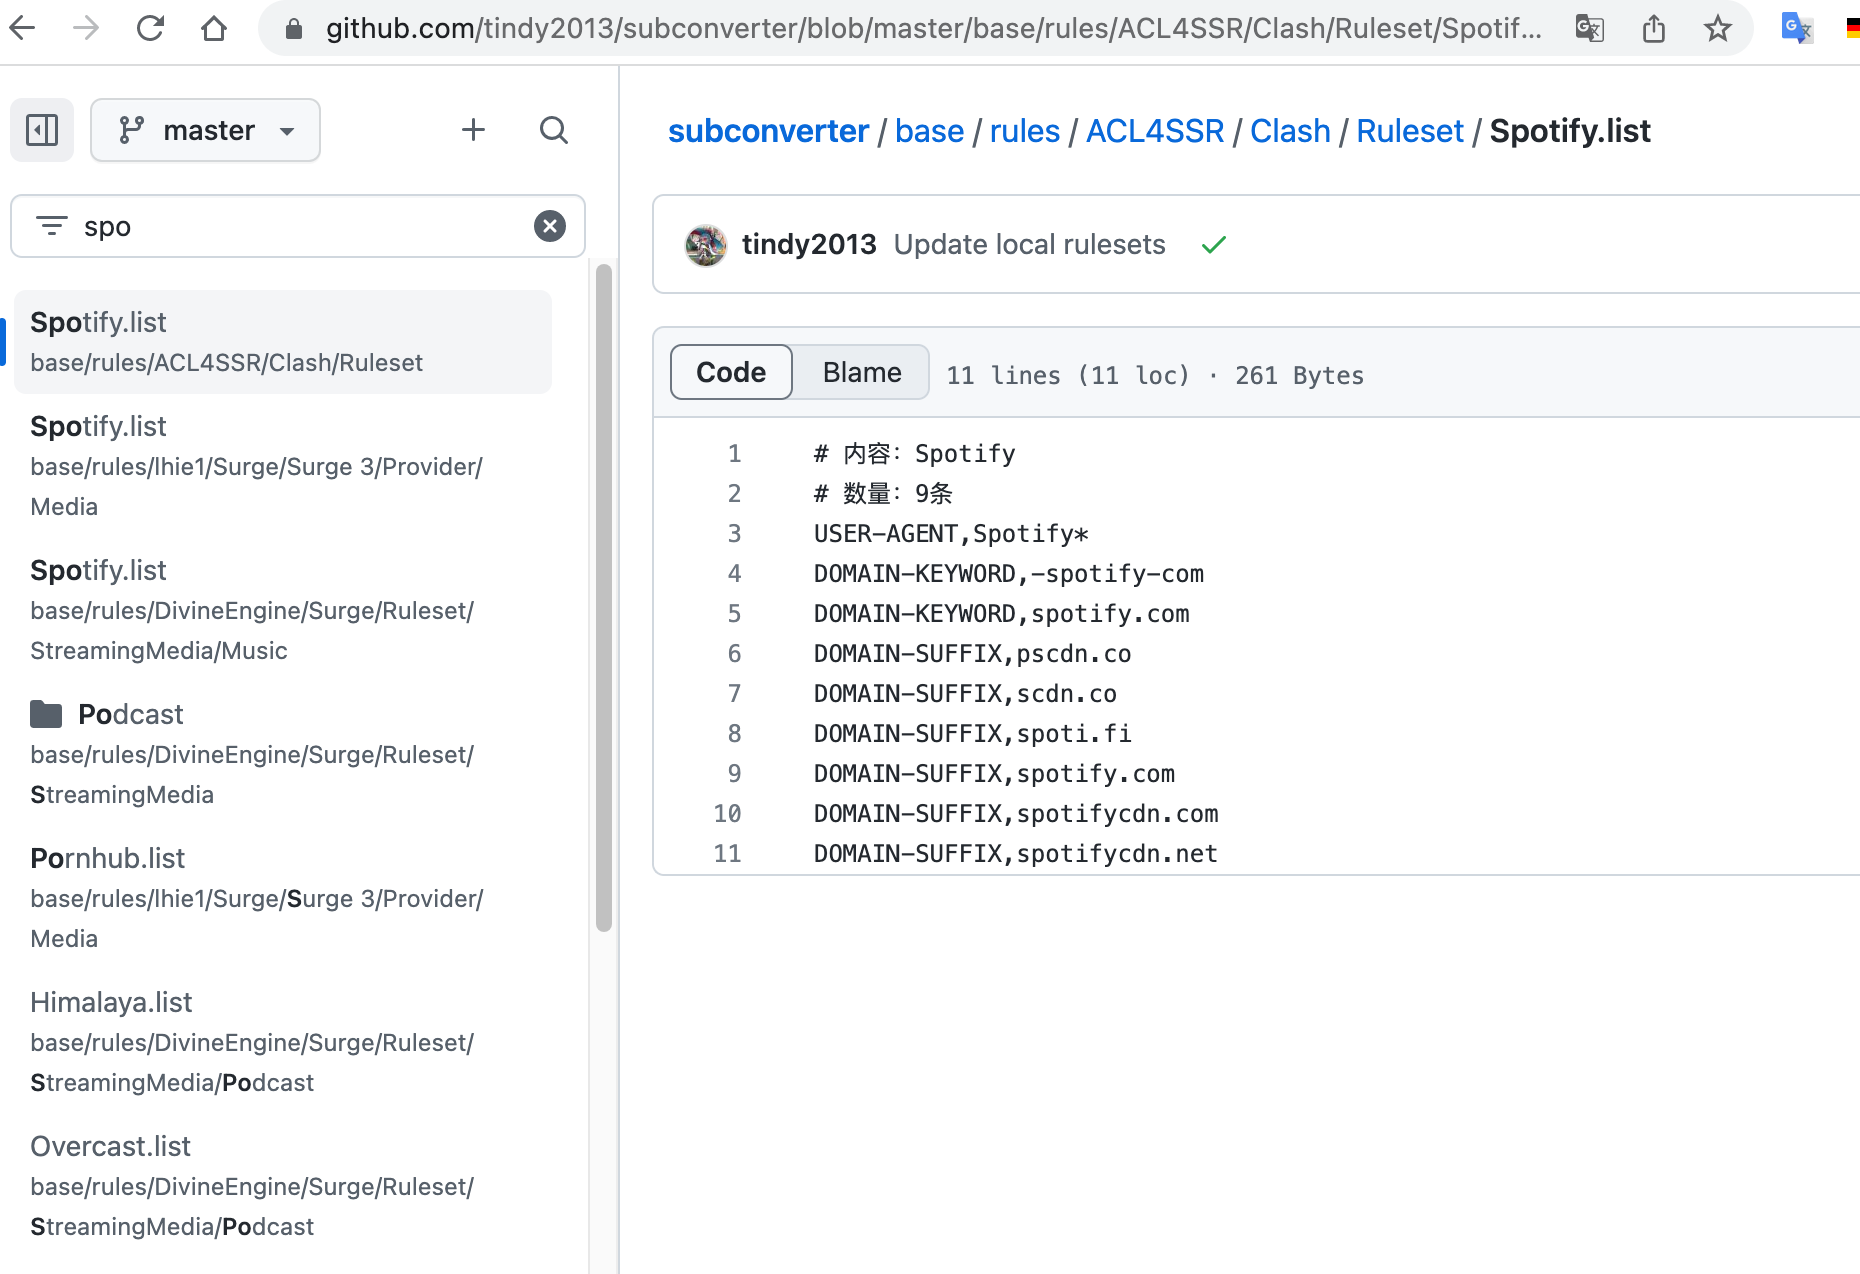 github.com/tindy2013/subconverter/blob/master/base/rules/ACL4SSR/Clash/Ruleset/Spotif...
master
spo
Spotify.list
base/rules/ACL4SSR/Clash/Ruleset
Spotify.list
base/rules/lhie1/Surge/Surge 3/Provider/
Media
Spotify.list
base/rules/DivineEngine/Surge/Ruleset/
StreamingMedia/Music
Podcast
base/rules/DivineEngine/Surge/Ruleset/
StreamingMedia
Pornhub.list
base/rules/lhie1/Surge/Surge 3/Provider/
Media
Himalaya.list
base/rules/DivineEngine/Surge/Ruleset/
StreamingMedia/Podcast
Overcast.list
base/rules/DivineEngine/Surge/Ruleset/
StreamingMedia/Podcast
subconverter / base / rules / ACL4SSR / Clash / Ruleset / Spotify.list
tindy2013 Update local rulesets
Code Blame 11 lines (11 loc) · 261 Bytes
1 # 内容：Spotify
2 # 数量：9条
3 USER-AGENT,Spotify*
4 DOMAIN-KEYWORD,-spotify-com
5 DOMAIN-KEYWORD,spotify.com
6 DOMAIN-SUFFIX,pscdn.co
7 DOMAIN-SUFFIX,scdn.co
8 DOMAIN-SUFFIX,spoti.fi
9 DOMAIN-SUFFIX,spotify.com
10 DOMAIN-SUFFIX,spotifycdn.com
11 DOMAIN-SUFFIX,spotifycdn.net